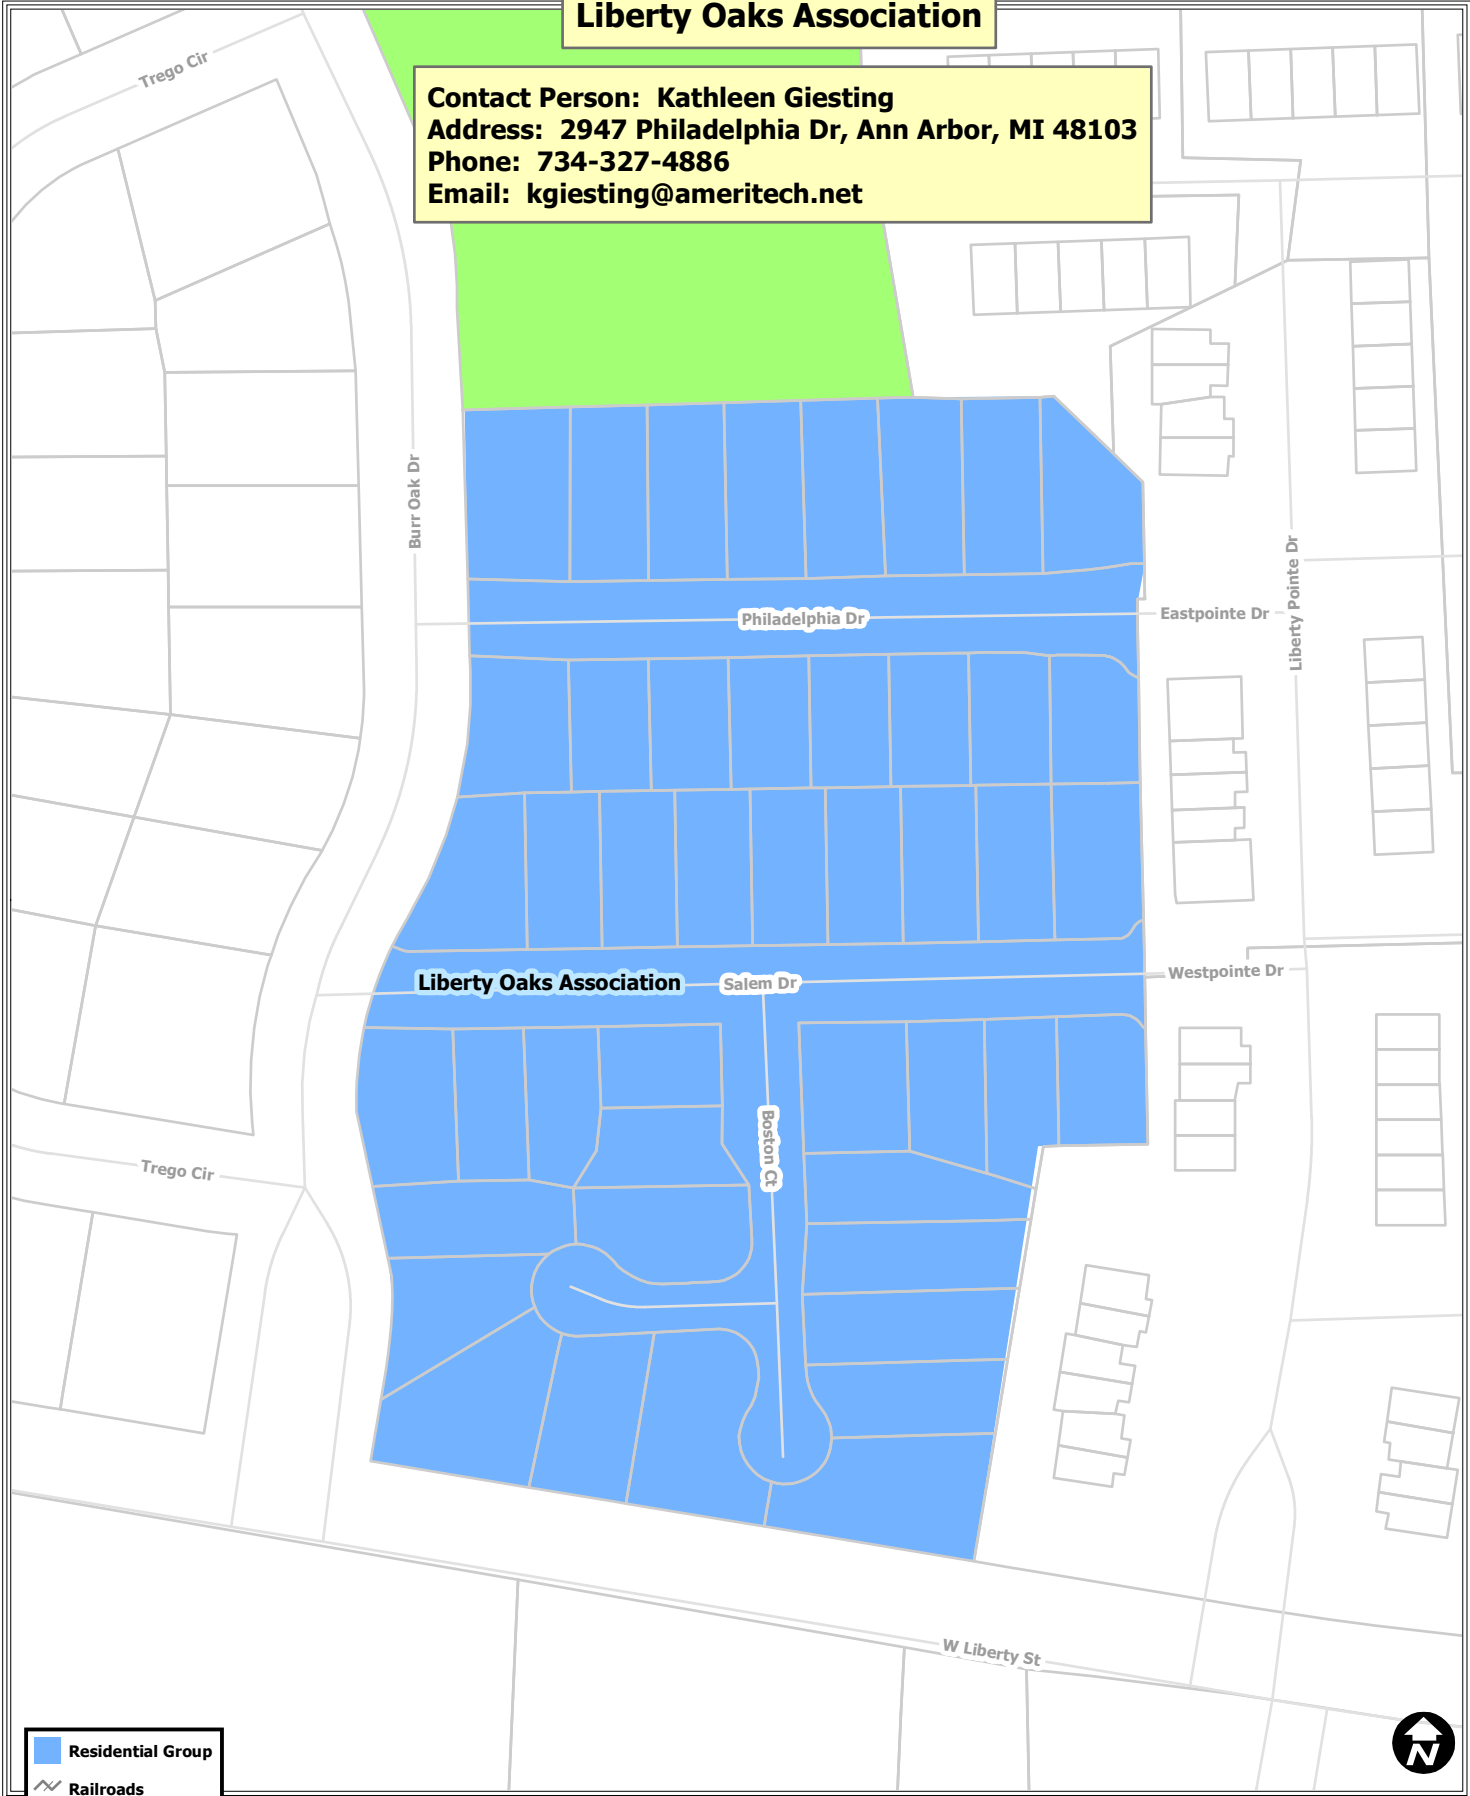 Liberty Oaks Association
Contact Person: Kathleen Giesting
Address: 2947 Philadelphia Dr, Ann Arbor, MI 48103
Phone: 734-327-4886
Email: kgiesting@ameritech.net
Trego Cir
Burr Oak Dr
Philadelphia Dr
Eastpointe Dr
Liberty Pointe Dr
Liberty Oaks Association
Salem Dr
Westpointe Dr
Boston Ct
Trego Cir
W Liberty St
Residential Group
Railroads
N